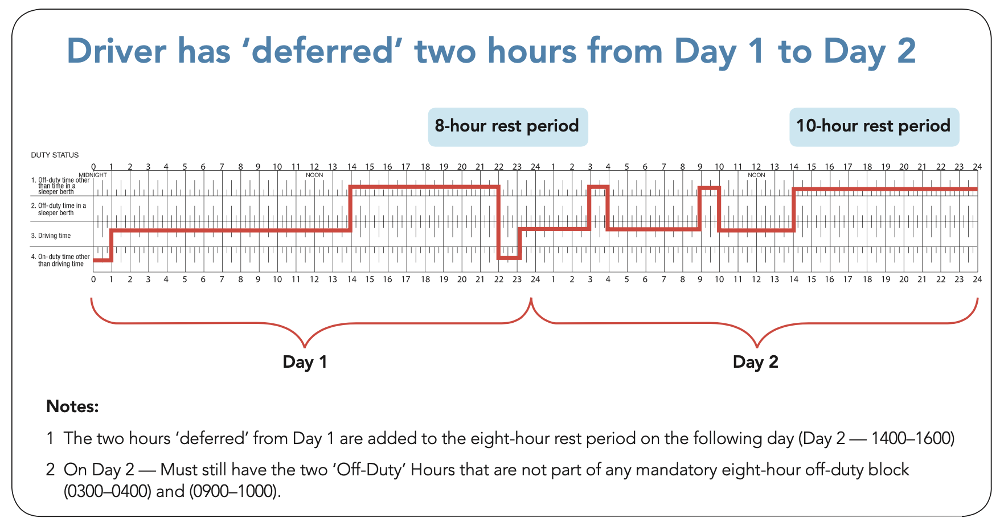 Driver has ‘deferred’ two hours from Day 1 to Day 2
8-hour rest period
10-hour rest period
DUTY STATUS
0 1 2 3 4 5 6 7 8 9 10 11 12 13 14 15 16 17 18 19 20 21 22 23 24 1 2 3 4 5 6 7 8 9 10 11 12 13 14 15 16 17 18 19 20 21 22 23 24
MIDNIGHT NOON NOON
1. Off-duty time other
than time in a
sleeper berth
2. Off-duty time in a
sleeper berth
3. Driving time
4. On-duty time other
than driving time
0 1 2 3 4 5 6 7 8 9 10 11 12 13 14 15 16 17 18 19 20 21 22 23 24 1 2 3 4 5 6 7 8 9 10 11 12 13 14 15 16 17 18 19 20 21 22 23 24
Day 1
Day 2
Notes:
1 The two hours ‘deferred’ from Day 1 are added to the eight-hour rest period on the following day (Day 2 — 1400–1600)
2 On Day 2 — Must still have the two ‘Off-Duty’ Hours that are not part of any mandatory eight-hour off-duty block
(0300–0400) and (0900–1000).